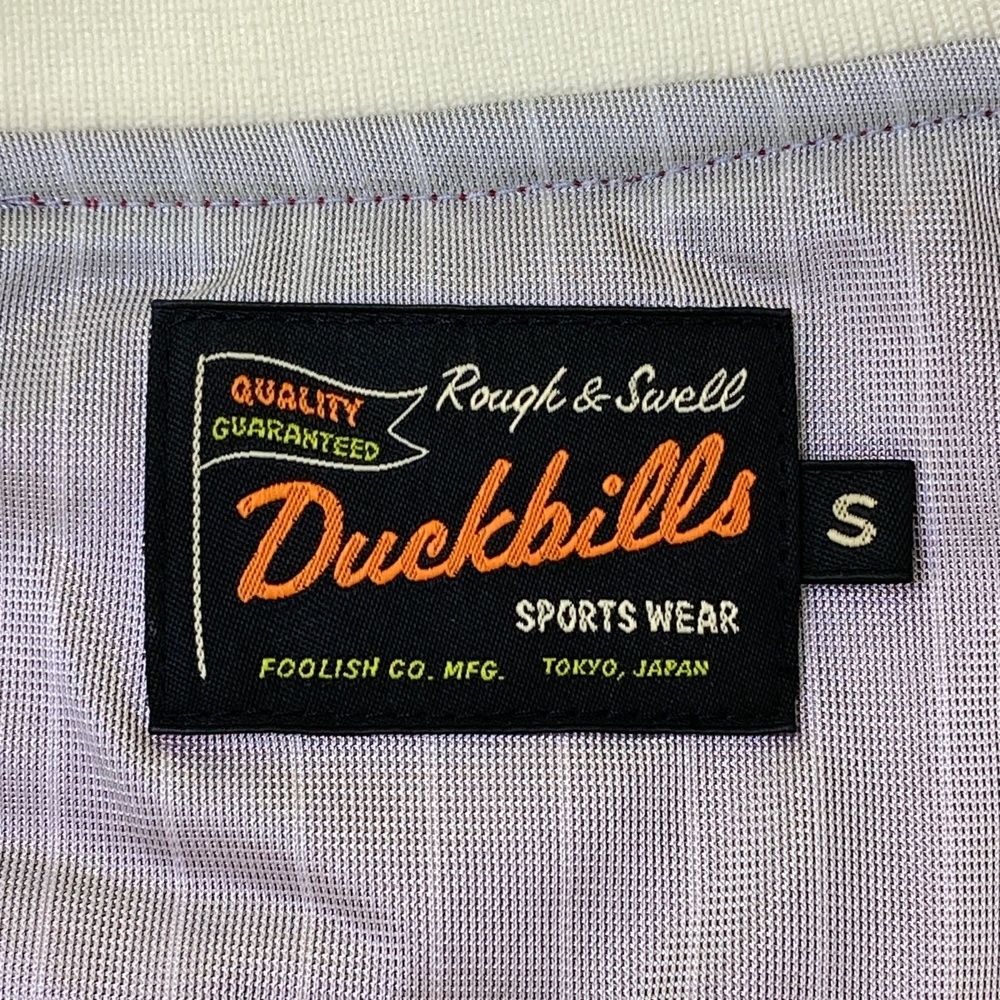 QUALITY
GUARANTEED
Rough & Swell
Duckbills
SPORTS WEAR
FOOLISH CO. MFG. TOKYO, JAPAN
S